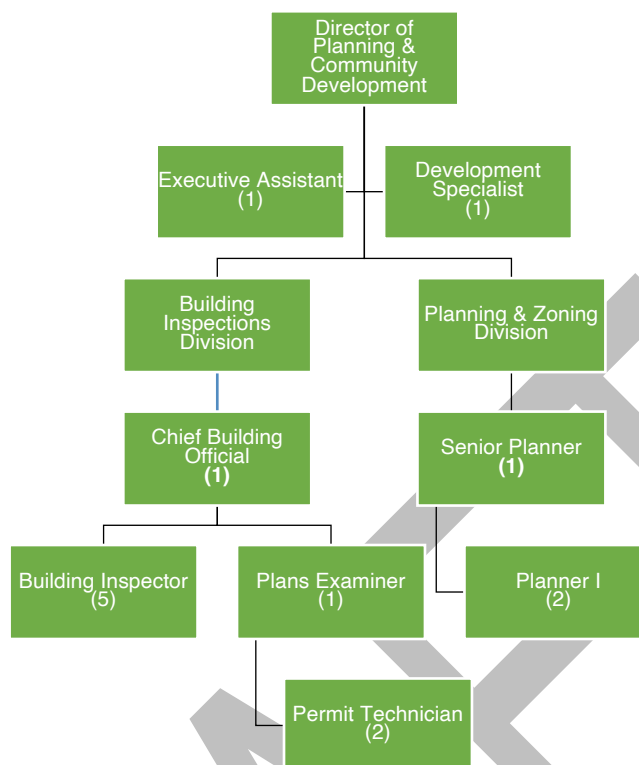 Director of
Planning &
Community
Development
Executive Assistant
(1)
Development
Specialist
(1)
Building
Inspections
Division
Planning & Zoning
Division
Chief Building
Official
(1)
Senior Planner
(1)
Building Inspector
(5)
Plans Examiner
(1)
Planner I
(2)
Permit Technician
(2)